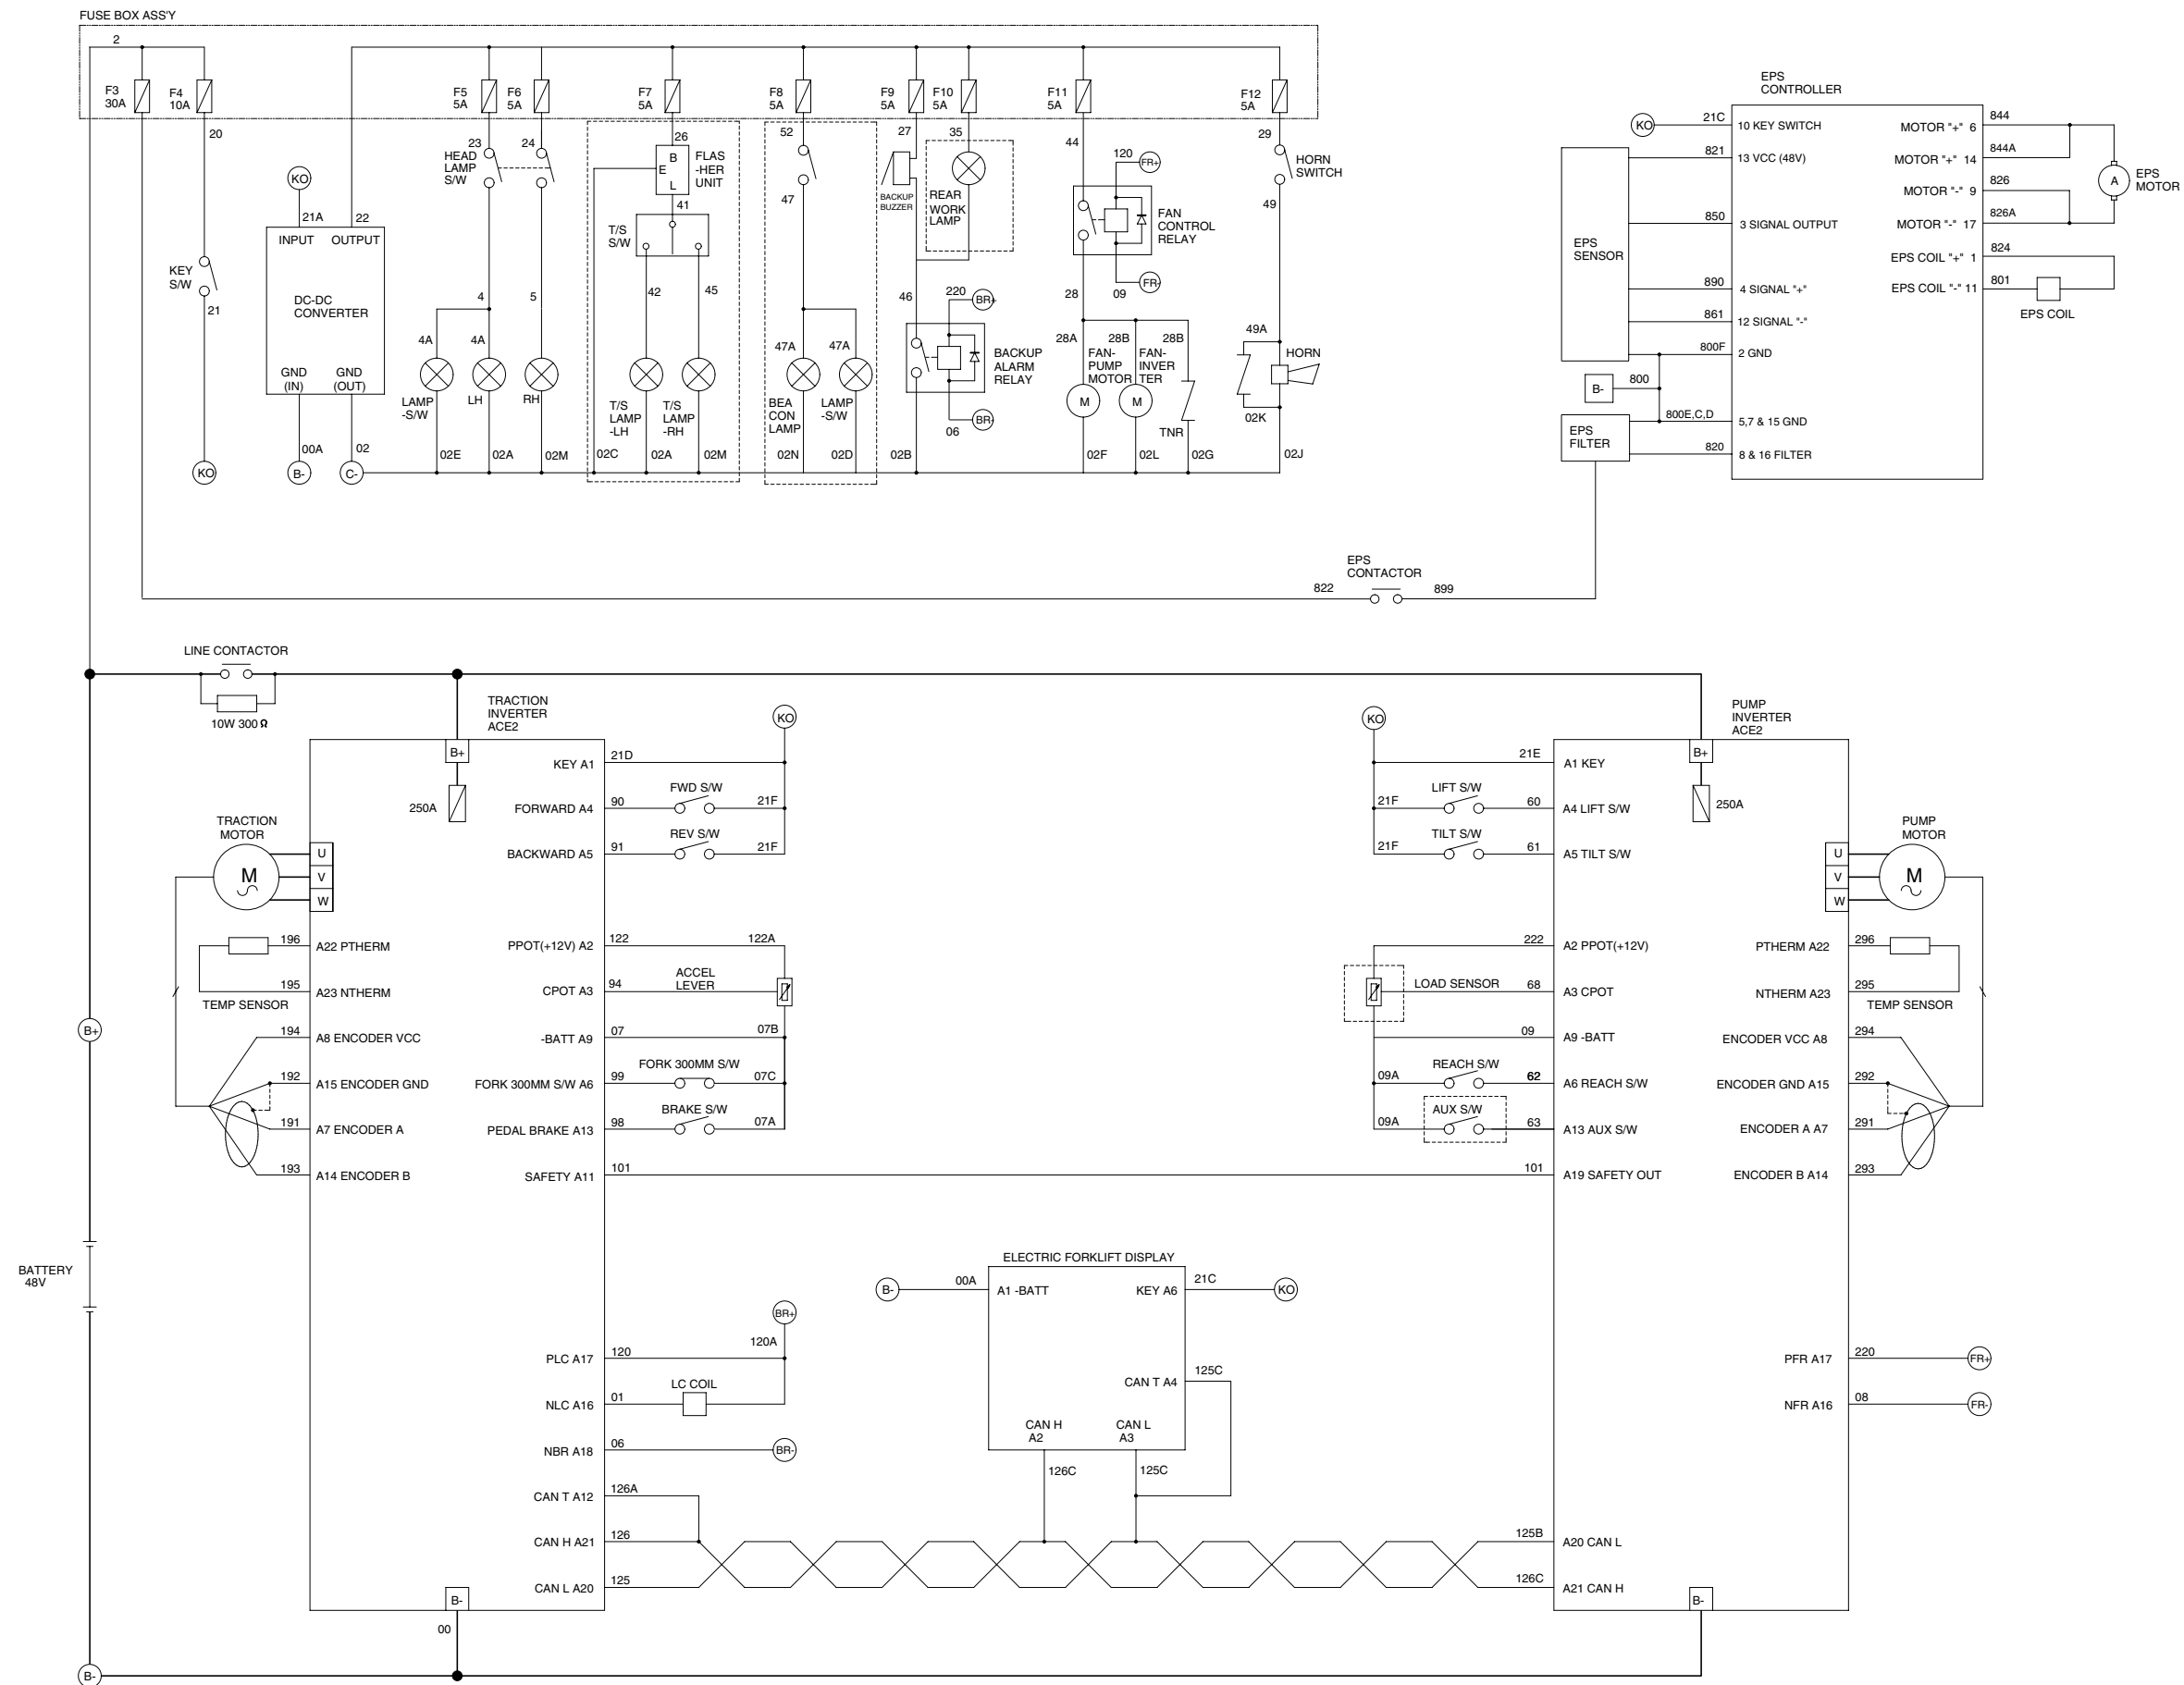 FUSE BOX ASS'Y
2
F3
30A
F4
10A
F5
5A
F6
5A
F7
5A
F8
5A
F9
5A
F10
5A
F11
5A
F12
5A
20
KEY
S/W
21
KO
KO
21A
22
INPUT
OUTPUT
DC-DC
CONVERTER
GND
(IN)
GND
(OUT)
00A
02
B-
C-
23
HEAD
LAMP
S/W
24
4
5
4A
4A
LAMP
-S/W
LH
RH
02E
02A
02M
26
B
E
L
FLAS
-HER
UNIT
41
T/S
S/W
42
45
T/S
LAMP
-LH
T/S
LAMP
-RH
02C
02A
02M
52
47
47A
47A
BEA
CON
LAMP
LAMP
-S/W
02N
02D
27
BACKUP
BUZZER
35
REAR
WORK
LAMP
46
220
BR+
BACKUP
ALARM
RELAY
BR-
06
02B
44
120
FR+
FAN
CONTROL
RELAY
FR-
09
28
28A
28B
28B
FAN-
PUMP
MOTOR
FAN-
INVER
TER
M
M
TNR
02F
02L
02G
29
HORN
SWITCH
49
49A
HORN
02K
02J
EPS
CONTROLLER
KO
21C
10 KEY SWITCH
821
13 VCC (48V)
850
3 SIGNAL OUTPUT
EPS
SENSOR
890
4 SIGNAL "+"
861
12 SIGNAL "-"
800F
2 GND
B-
800
800E,C,D
5,7 & 15 GND
EPS
FILTER
820
8 & 16 FILTER
MOTOR "+" 6
844
MOTOR "+" 14
844A
MOTOR "-" 9
826
MOTOR "-" 17
826A
EPS COIL "+" 1
824
EPS COIL "-" 11
801
A
EPS
MOTOR
EPS COIL
EPS
CONTACTOR
822
899
LINE CONTACTOR
10W 300 Ω
B+
BATTERY
48V
B-
TRACTION
INVERTER
ACE2
B+
250A
TRACTION
MOTOR
M
U
V
W
196
A22 PTHERM
195
A23 NTHERM
TEMP SENSOR
194
A8 ENCODER VCC
192
A15 ENCODER GND
191
A7 ENCODER A
193
A14 ENCODER B
KO
KEY A1
21D
FORWARD A4
90
FWD S/W
21F
BACKWARD A5
91
REV S/W
21F
PPOT(+12V) A2
122
122A
CPOT A3
94
ACCEL
LEVER
-BATT A9
07
07B
FORK 300MM S/W A6
99
FORK 300MM S/W
07C
PEDAL BRAKE A13
98
BRAKE S/W
07A
SAFETY A11
101
BR+
120A
PLC A17
120
LC COIL
NLC A16
01
NBR A18
06
BR-
CAN T A12
126A
CAN H A21
126
CAN L A20
125
B-
00
ELECTRIC FORKLIFT DISPLAY
B-
00A
A1 -BATT
KEY A6
21C
KO
CAN T A4
125C
CAN H
A2
CAN L
A3
126C
125C
PUMP
INVERTER
ACE2
KO
21E
A1 KEY
21F
LIFT S/W
60
A4 LIFT S/W
21F
TILT S/W
61
A5 TILT S/W
222
A2 PPOT(+12V)
LOAD SENSOR
68
A3 CPOT
09
A9 -BATT
09A
REACH S/W
62
A6 REACH S/W
09A
AUX S/W
63
A13 AUX S/W
101
A19 SAFETY OUT
125B
A20 CAN L
126C
A21 CAN H
B+
250A
PUMP
MOTOR
U
V
W
M
PTHERM A22
296
NTHERM A23
295
TEMP SENSOR
ENCODER VCC A8
294
ENCODER GND A15
292
ENCODER A A7
291
ENCODER B A14
293
PFR A17
220
FR+
NFR A16
08
FR-
B-